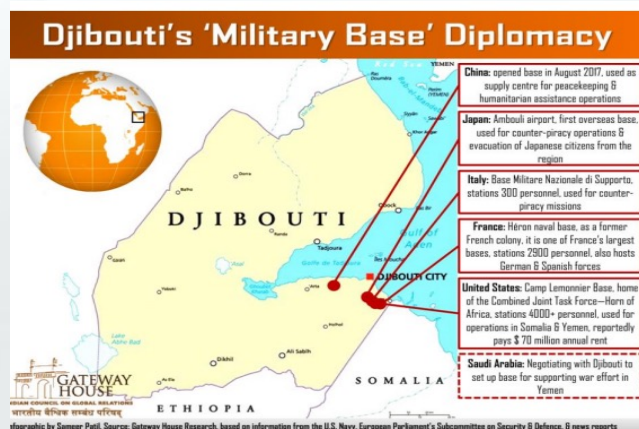 Djibouti's 'Military Base' Diplomacy
YEMEN
China: opened base in August 2017, used as
supply centre for peacekeeping &
humanitarian assistance operations
Japan: Ambouli airport, first overseas base,
used for counter-piracy operations &
evacuation of Japanese citizens from the
region
Italy: Base Militare Nazionale di Supporto,
stations 300 personnel, used for counter-
piracy missions
France: Héron naval base, as a former
French colony, it is one of France's largest
bases, stations 2900 personnel, also hosts
German & Spanish forces
United States: Camp Lemonnier Base, home
of the Combined Joint Task Force—Horn of
Africa, stations 4000+ personnel, used for
operations in Somalia & Yemen, reportedly
pays $ 70 million annual rent
Saudi Arabia: Negotiating with Djibouti to
set up base for supporting war effort in
Yemen
DJIBOUTI
Obock
Gulf of
Aden
Tadjoura
DJIBOUTI CITY
Arta
Dikhil
Ali Sabih
SOMALIA
ETHIOPIA
GATEWAY
HOUSE
INDIAN COUNCIL ON GLOBAL RELATIONS
भारतीय वैश्विक सम्बंध परिषद
Infographic by Sameer Patil. Source: Gateway House Research, based on information from the U.S. Navy, European Parliament's Subcommittee on Security & Defence, & news reports